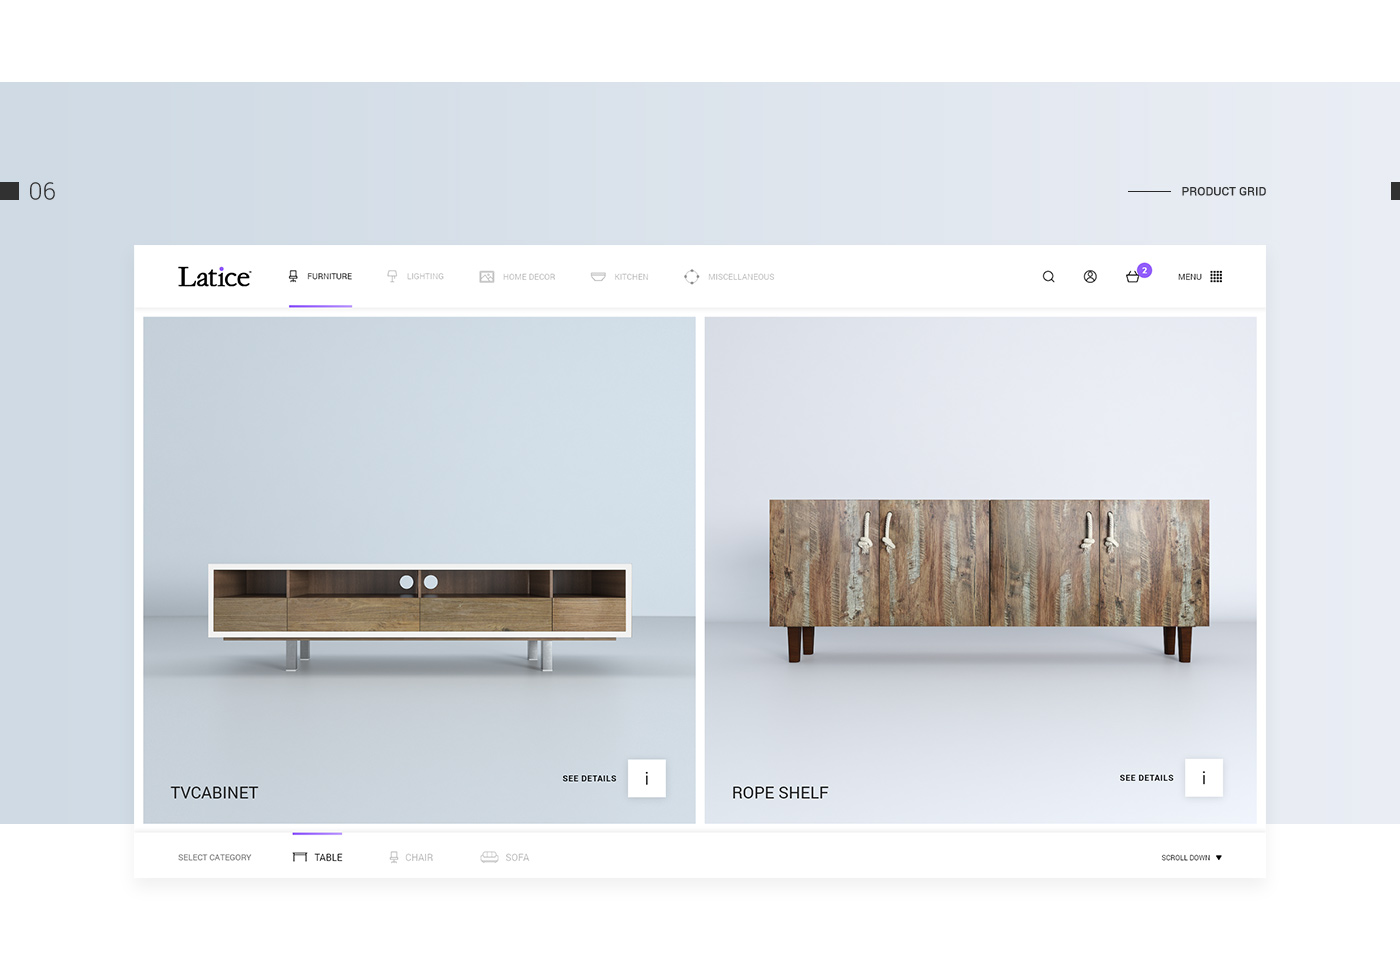 06
PRODUCT GRID
Latice
FURNITURE
LIGHTING
HOME DECOR
KITCHEN
MISCELLANEOUS
2
MENU
TVCABINET
SEE DETAILS
i
ROPE SHELF
SEE DETAILS
i
SELECT CATEGORY
TABLE
CHAIR
SOFA
SCROLL DOWN